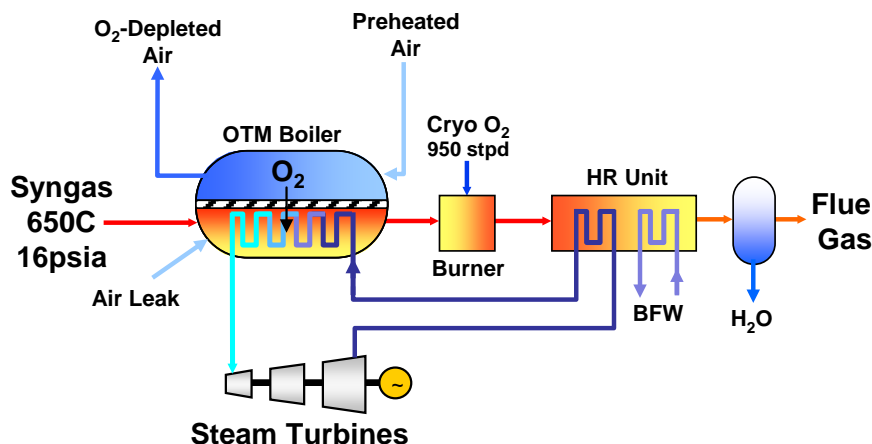 O₂-Depleted
Air
Preheated
Air
OTM Boiler
O₂
Cryo O₂
950 stpd
HR Unit
Syngas
650C
16psia
Air Leak
Burner
BFW
H₂O
Flue
Gas
~
Steam Turbines